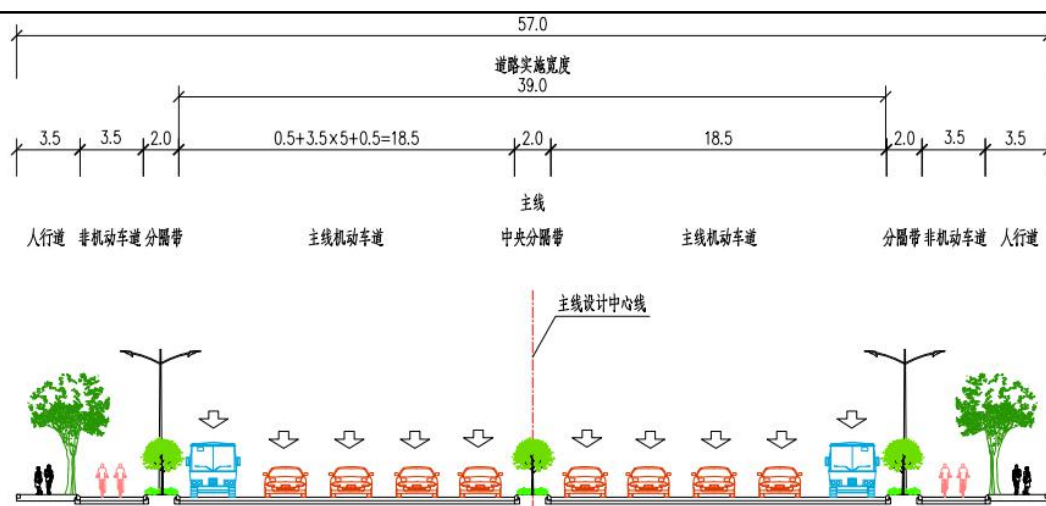 57.0
道路实施宽度
39.0
3.5 3.5 2.0 0.5+3.5×5+0.5=18.5 2.0 18.5 2.0 3.5 3.5
主线
人行道 非机动车道 分隔带 主线机动车道 中央分隔带 主线机动车道 分隔带 非机动车道 人行道
主线设计中心线